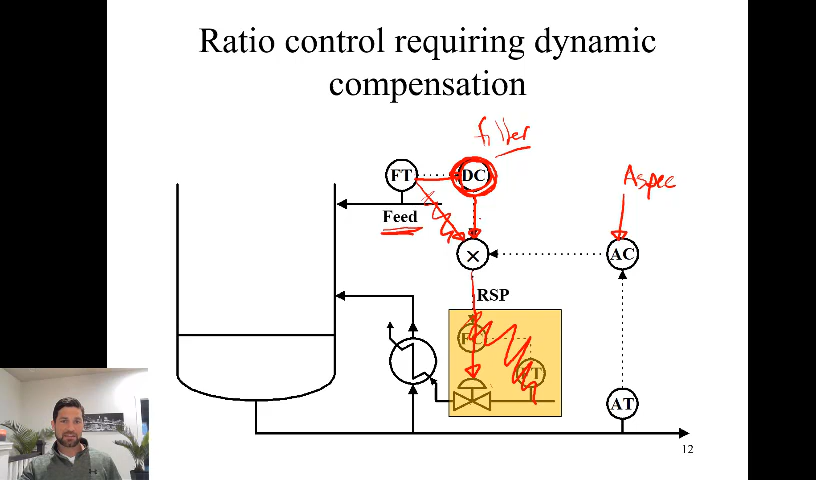 Ratio control requiring dynamic
compensation
filter
FT
DC
Aspec
Feed
×
AC
RSP
FC
FT
AT
12